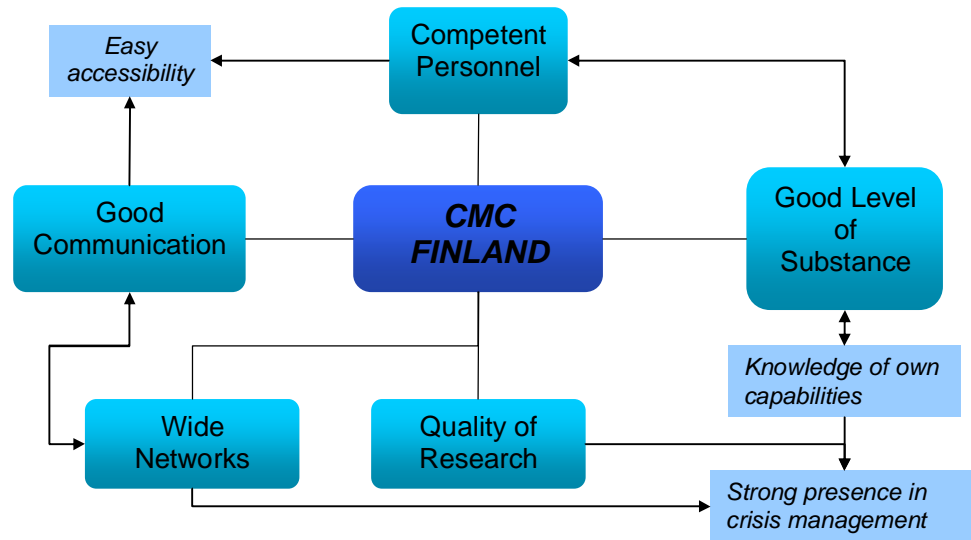 Easy
accessibility
Competent
Personnel
Good
Communication
CMC
FINLAND
Good Level
of
Substance
Knowledge of own
capabilities
Wide
Networks
Quality of
Research
Strong presence in
crisis management